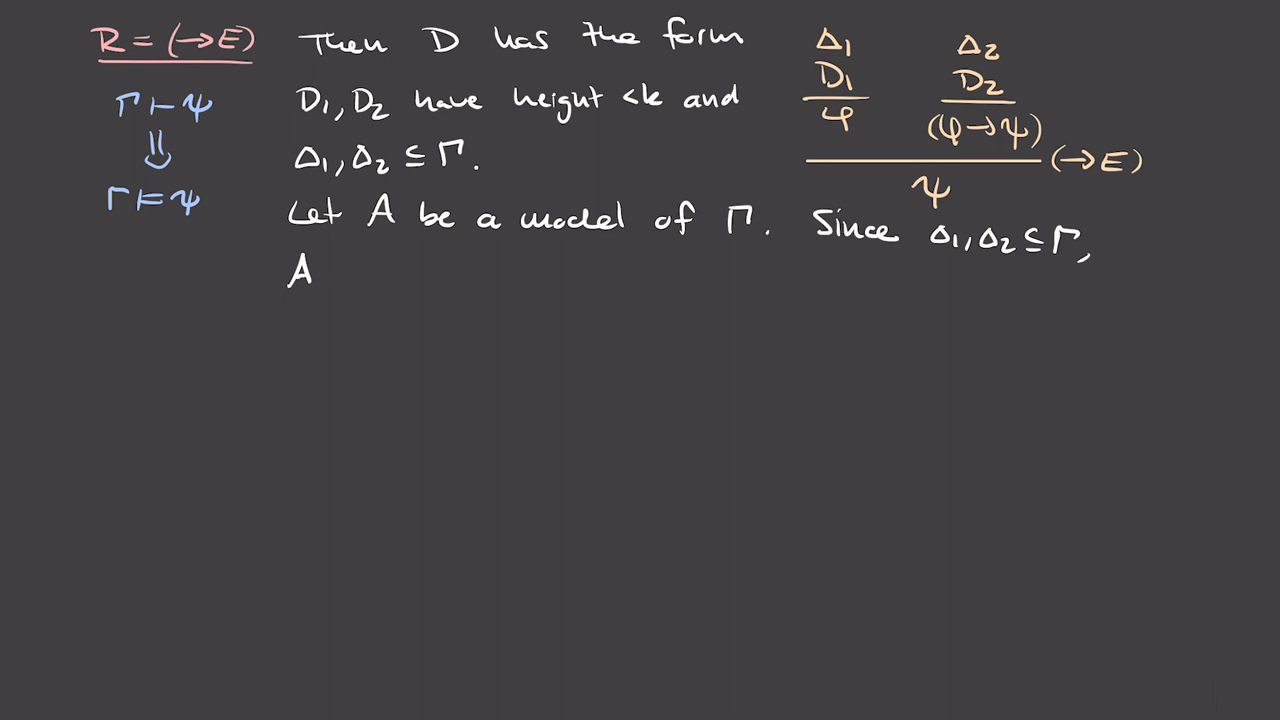 R = (→E) Then D has the form
Γ ⊢ ψ
⇓
Γ ⊨ ψ
D₁, D₂ have height <k and
Δ₁, Δ₂ ⊆ Γ.
Let A be a model of Γ. Since Δ₁, Δ₂ ⊆ Γ,
A
Δ₁ Δ₂
D₁ D₂
φ (φ→ψ)
(→E)
ψ